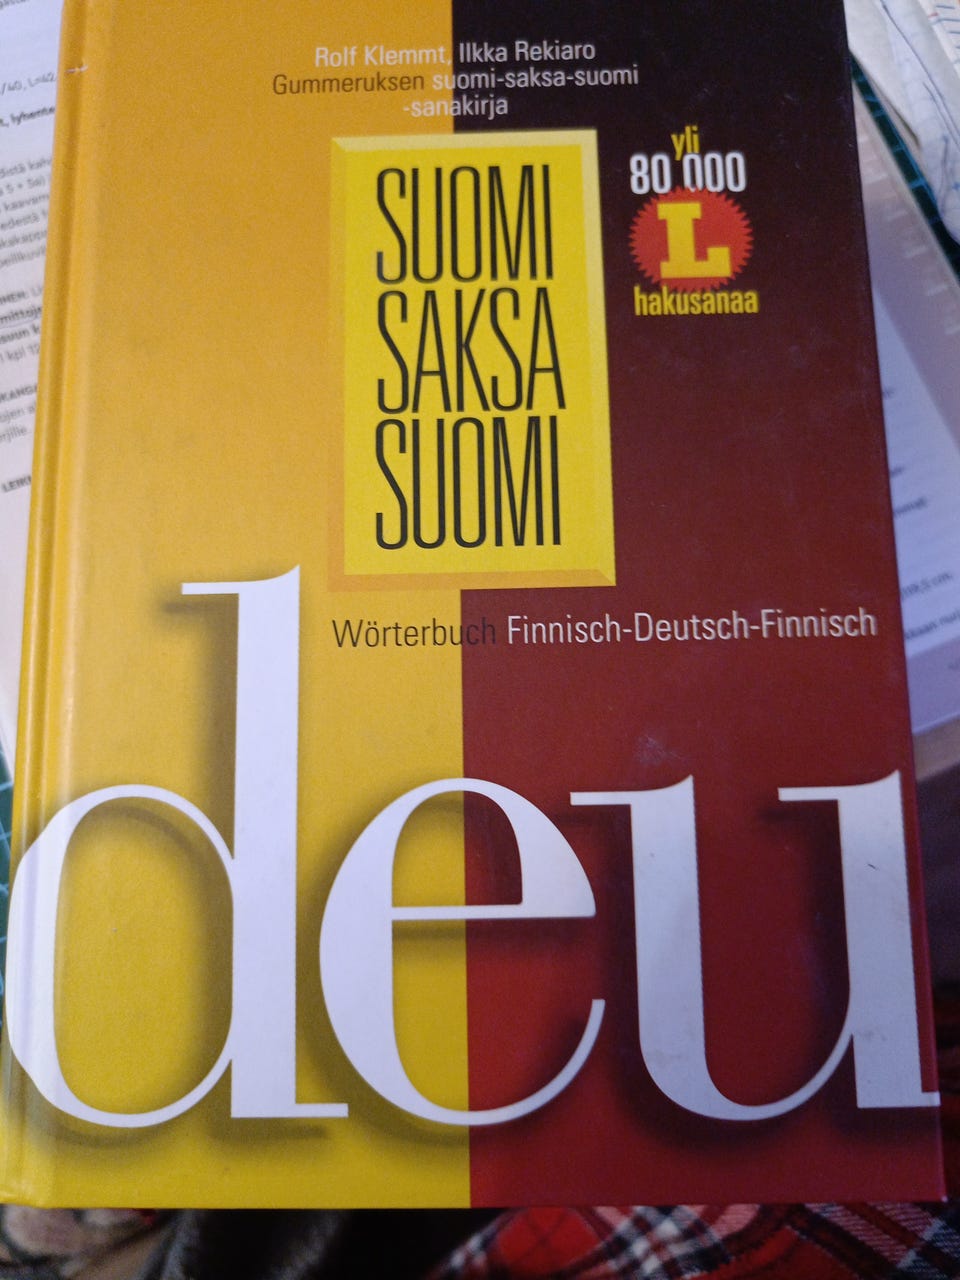 Rolf Klemmt, Ilkka Rekiaro
Gummeruksen suomi-saksa-suomi
-sanakirja
yli
80 000
L
hakusanaa
SUOMI
SAKSA
SUOMI
Wörterbuch Finnisch-Deutsch-Finnisch
deu